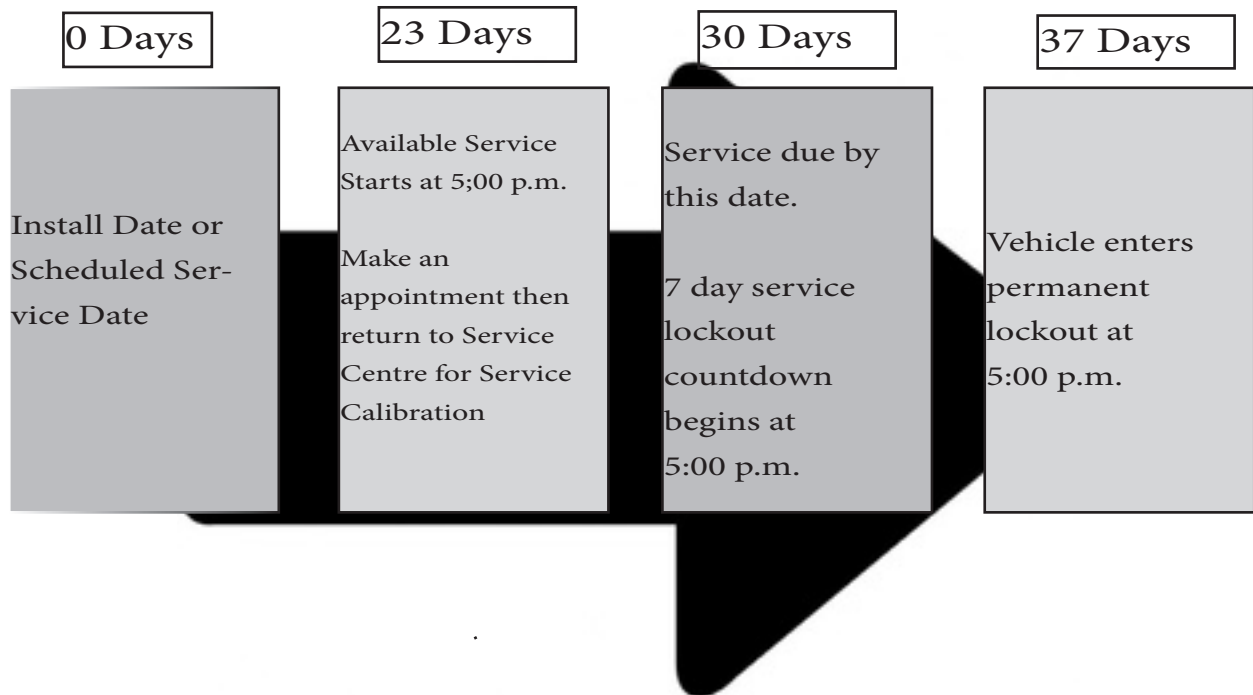 0 Days
Install Date or
Scheduled Ser-
vice Date
23 Days
Available Service
Starts at 5;00 p.m.
Make an
appointment then
return to Service
Centre for Service
Calibration
30 Days
Service due by
this date.
7 day service
lockout
countdown
begins at
5:00 p.m.
37 Days
Vehicle enters
permanent
lockout at
5:00 p.m.
.